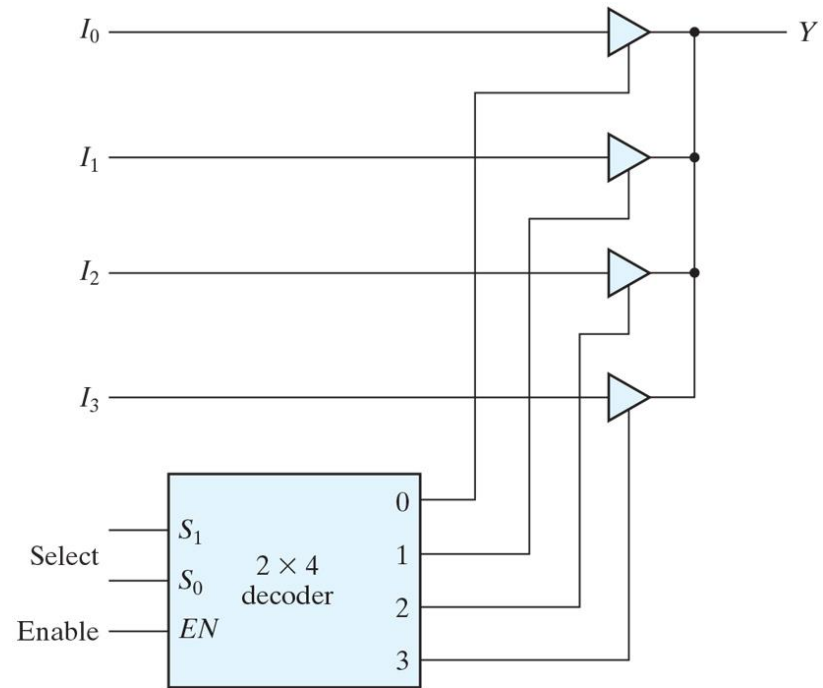 I₀ Y
I₁
I₂
I₃
0
S₁
Select 1
2 × 4
S₀ decoder
2
Enable EN
3